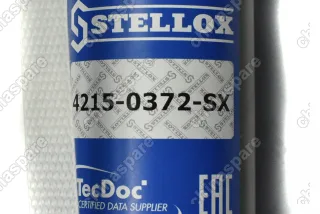 STELLOX
4215-0372-SX
TecDoc
CERTIFIED DATA SUPPLIER
EAC